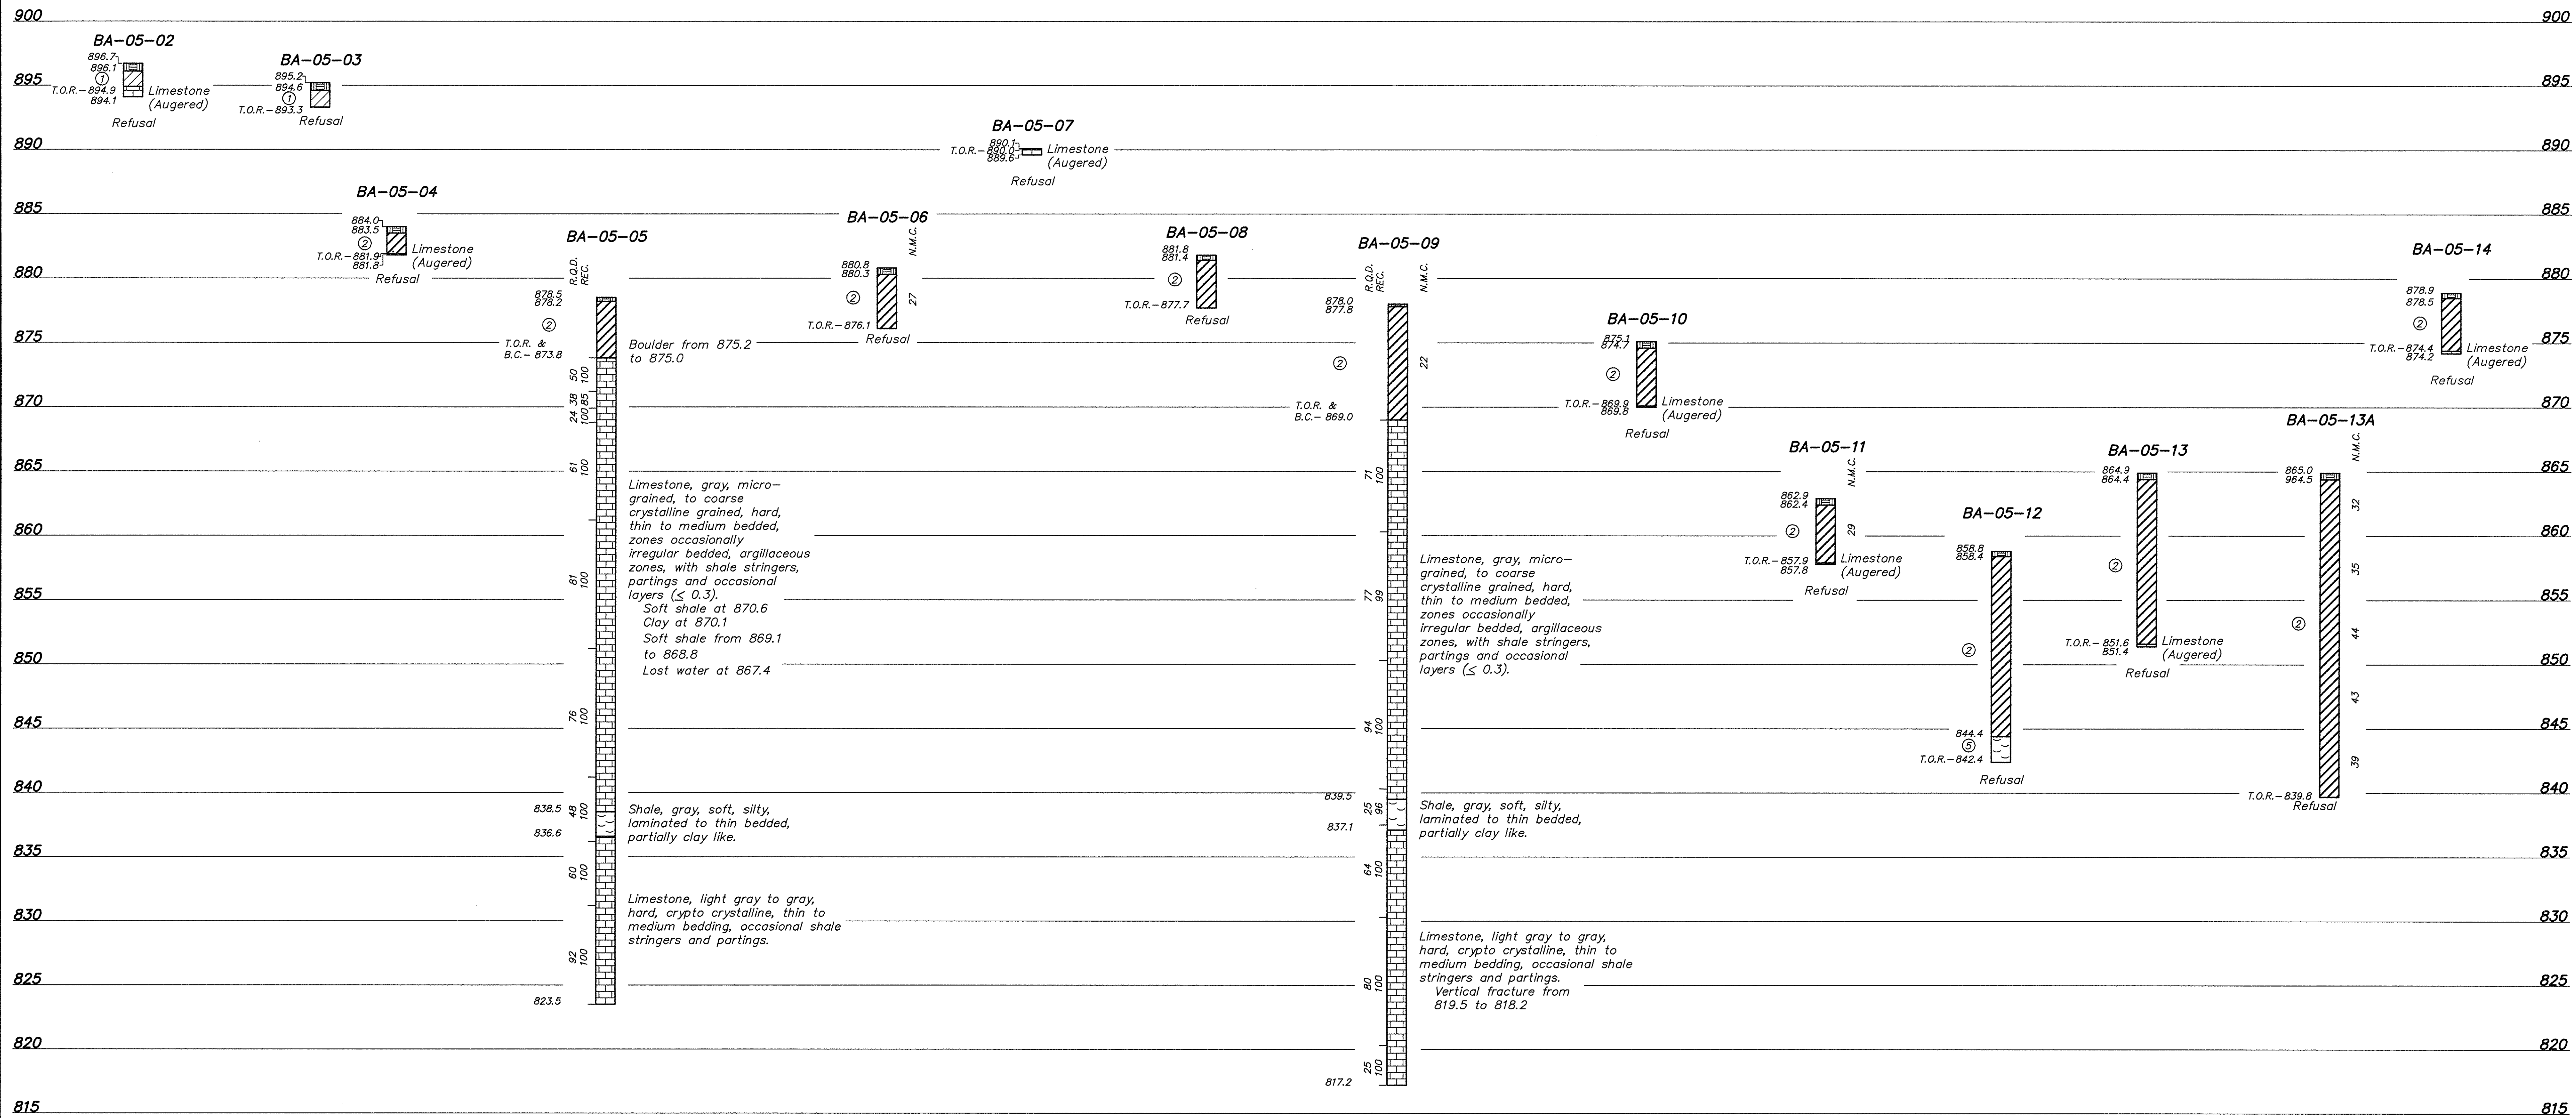 900 900
BA-05-02
896.7
896.1
①
T.O.R.-894.9
894.1
Limestone
(Augered)
Refusal
BA-05-03
895.2
894.6
①
T.O.R.-893.3
Refusal
895 895
BA-05-07
890.1
T.O.R.-890.0
889.6
Limestone
(Augered)
Refusal
890 890
BA-05-04
884.0
883.5
②
T.O.R.-881.9
881.8
Limestone
(Augered)
Refusal
885 885
BA-05-05
R.Q.D.
REC.
878.5
878.2
②
T.O.R. &
B.C.- 873.8
Boulder from 875.2
to 875.0
50 100
38 85
24 100
61 100
81 100
76 100
48 100
60 100
92 100
Limestone, gray, micro-
grained, to coarse
crystalline grained, hard,
thin to medium bedded,
zones occasionally
irregular bedded, argillaceous
zones, with shale stringers,
partings and occasional
layers (≤ 0.3).
Soft shale at 870.6
Clay at 870.1
Soft shale from 869.1
to 868.8
Lost water at 867.4
838.5
836.6
Shale, gray, soft, silty,
laminated to thin bedded,
partially clay like.
Limestone, light gray to gray,
hard, crypto crystalline, thin to
medium bedding, occasional shale
stringers and partings.
823.5
BA-05-06
N.M.C.
880.8
880.3
②
27
T.O.R.-876.1
Refusal
BA-05-08
881.8
881.4
②
T.O.R.-877.7
Refusal
BA-05-09
R.Q.D.
REC.
N.M.C.
878.0
877.8
②
22
T.O.R. &
B.C.- 869.0
71 100
77 99
94 100
25 96
64 100
80 100
25 100
Limestone, gray, micro-
grained, to coarse
crystalline grained, hard,
thin to medium bedded,
zones occasionally
irregular bedded, argillaceous
zones, with shale stringers,
partings and occasional
layers (≤ 0.3).
839.5
837.1
Shale, gray, soft, silty,
laminated to thin bedded,
partially clay like.
Limestone, light gray to gray,
hard, crypto crystalline, thin to
medium bedding, occasional shale
stringers and partings.
Vertical fracture from
819.5 to 818.2
817.2
BA-05-10
875.1
874.7
②
T.O.R.-869.9
869.8
Limestone
(Augered)
Refusal
BA-05-11
N.M.C.
862.9
862.4
②
29
T.O.R.-857.9
857.8
Limestone
(Augered)
Refusal
BA-05-12
858.8
858.4
②
844.4
⑤
T.O.R.-842.4
Refusal
BA-05-13
864.9
864.4
②
T.O.R.-851.6
851.4
Limestone
(Augered)
Refusal
BA-05-13A
N.M.C.
865.0
964.5
②
32
35
44
43
39
T.O.R.-839.8
Refusal
BA-05-14
878.9
878.5
②
T.O.R.-874.4
874.2
Limestone
(Augered)
Refusal
880 880
875 875
870 870
865 865
860 860
855 855
850 850
845 845
840 840
835 835
830 830
825 825
820 820
815 815